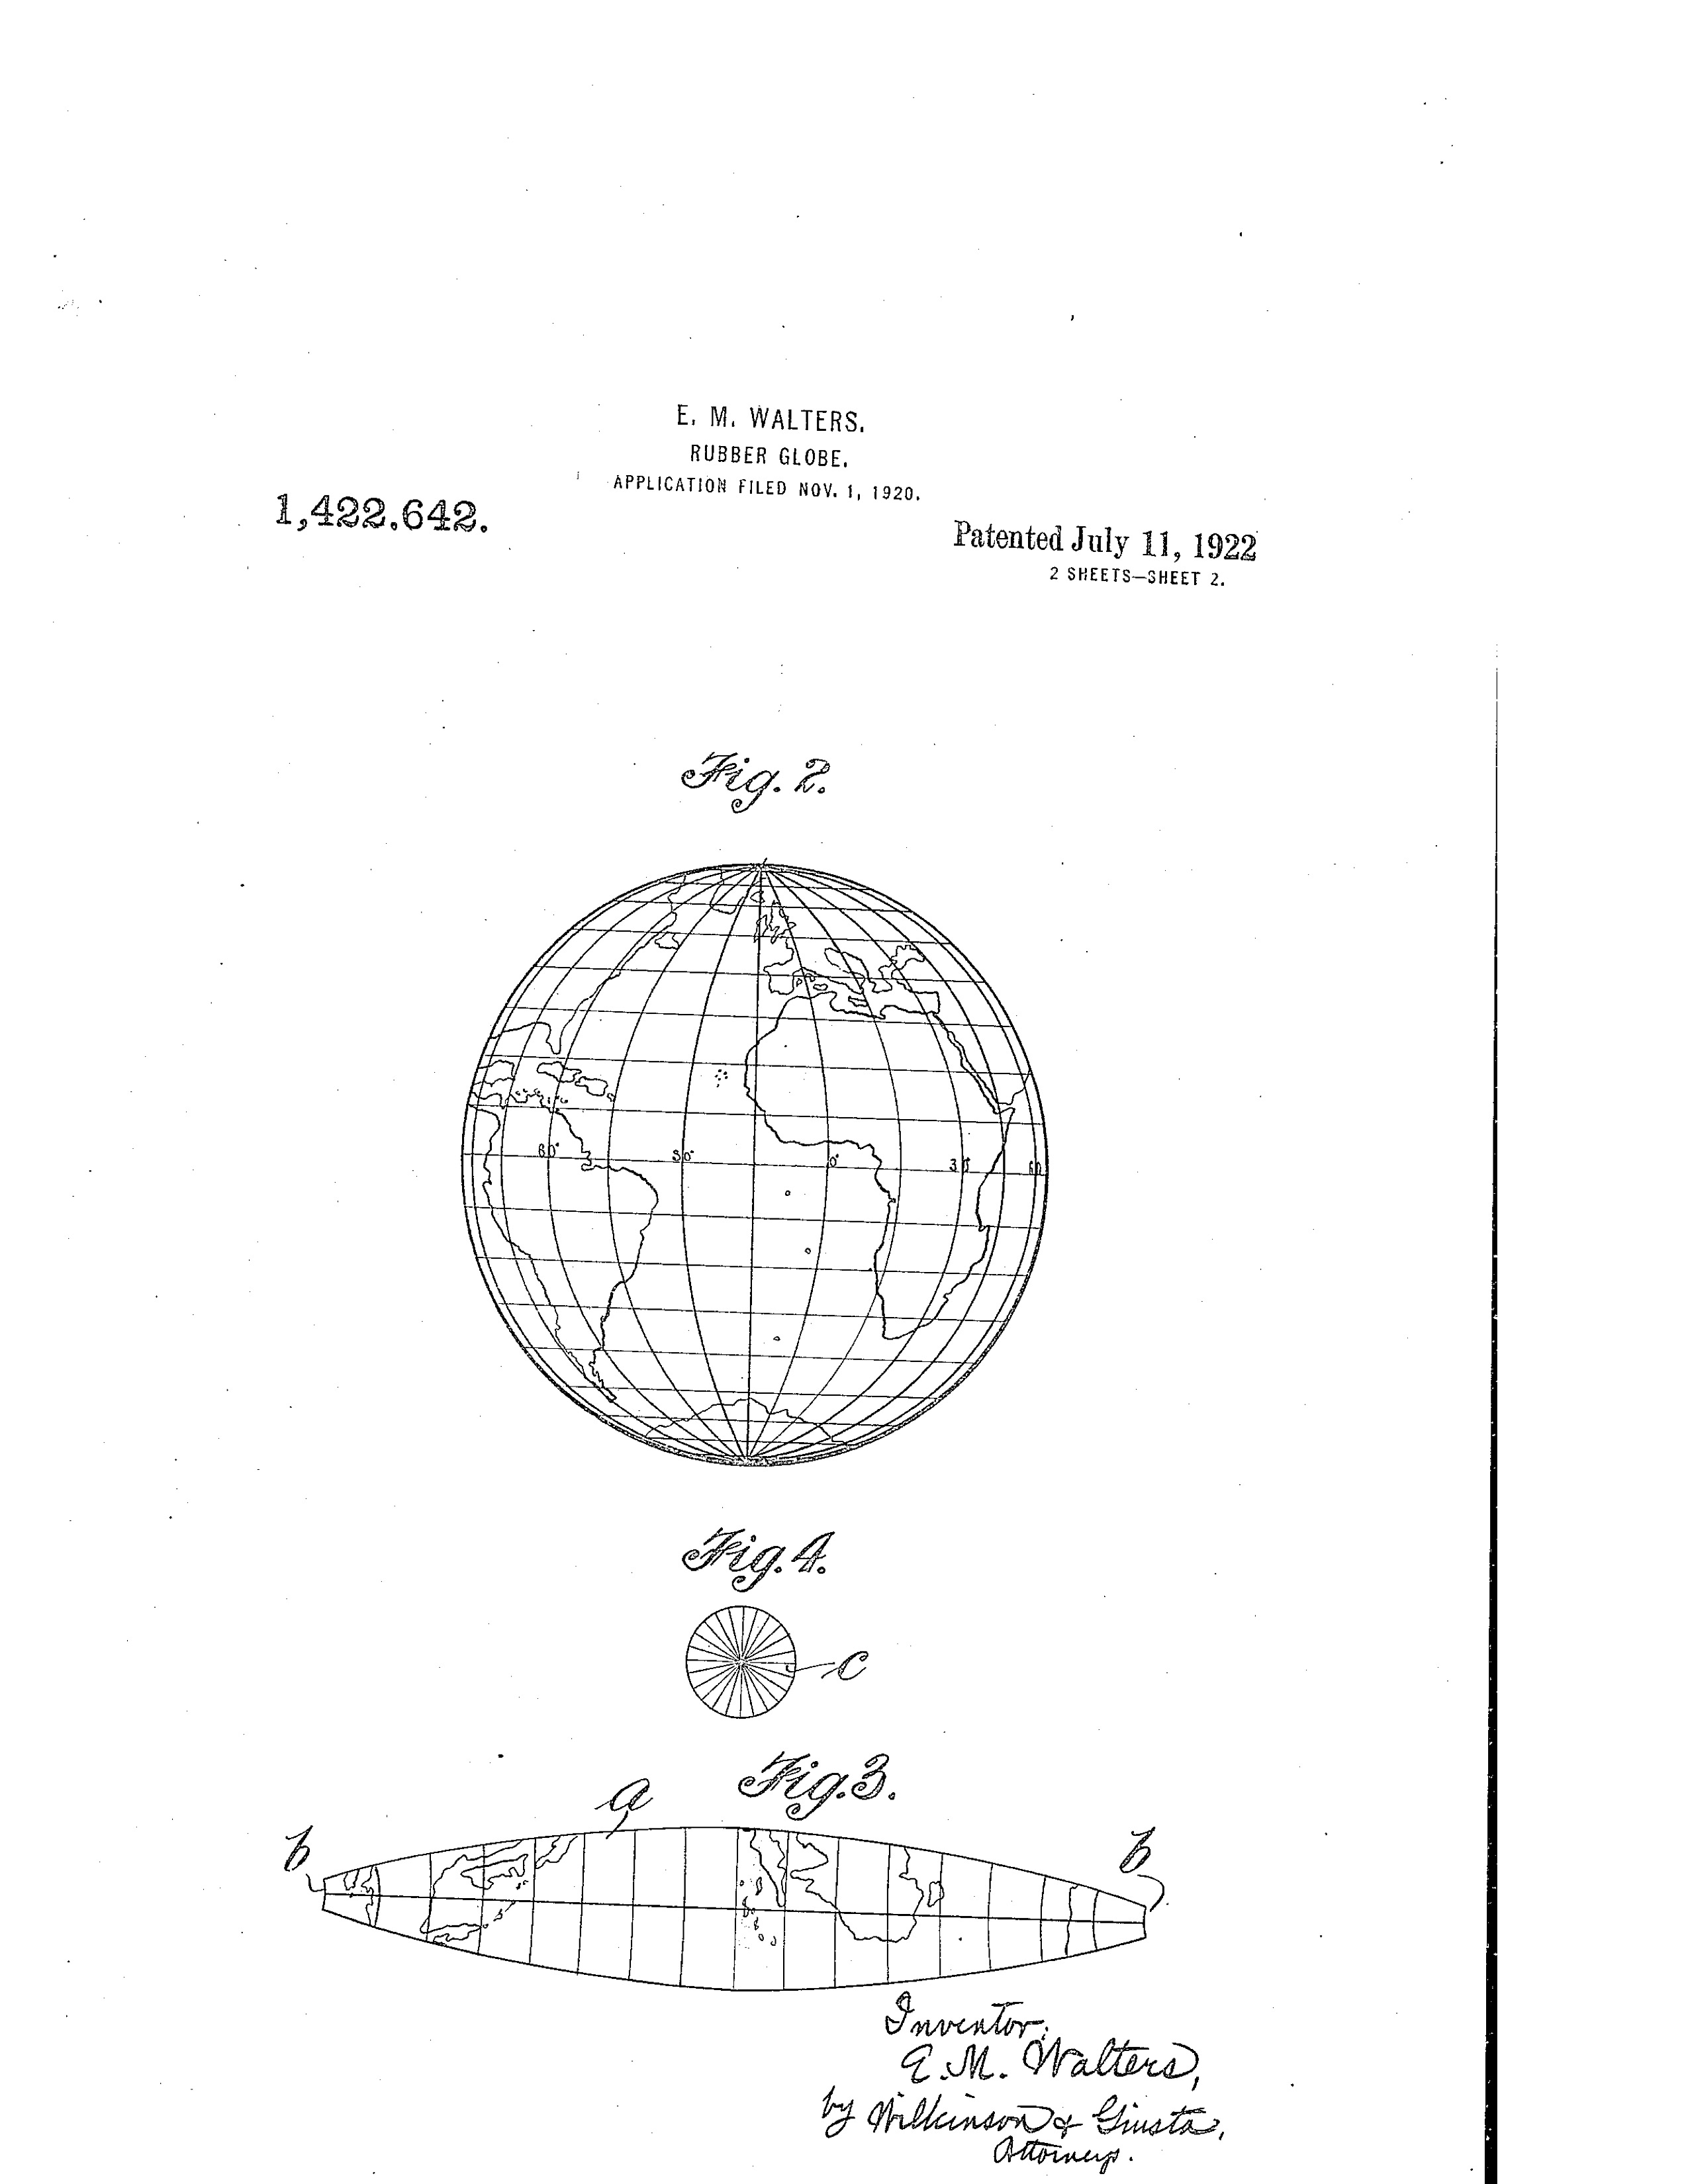 E. M. WALTERS.
RUBBER GLOBE.
APPLICATION FILED NOV. 1, 1920.
1,422,642.
Patented July 11, 1922
2 SHEETS—SHEET 2.
Fig. 2.
60° 30° 0° 30 60
Fig. 4.
c
Fig. 3.
a
b b
Inventor:
E. M. Walters,
by Wilkinson & Giusta,
Attorneys.